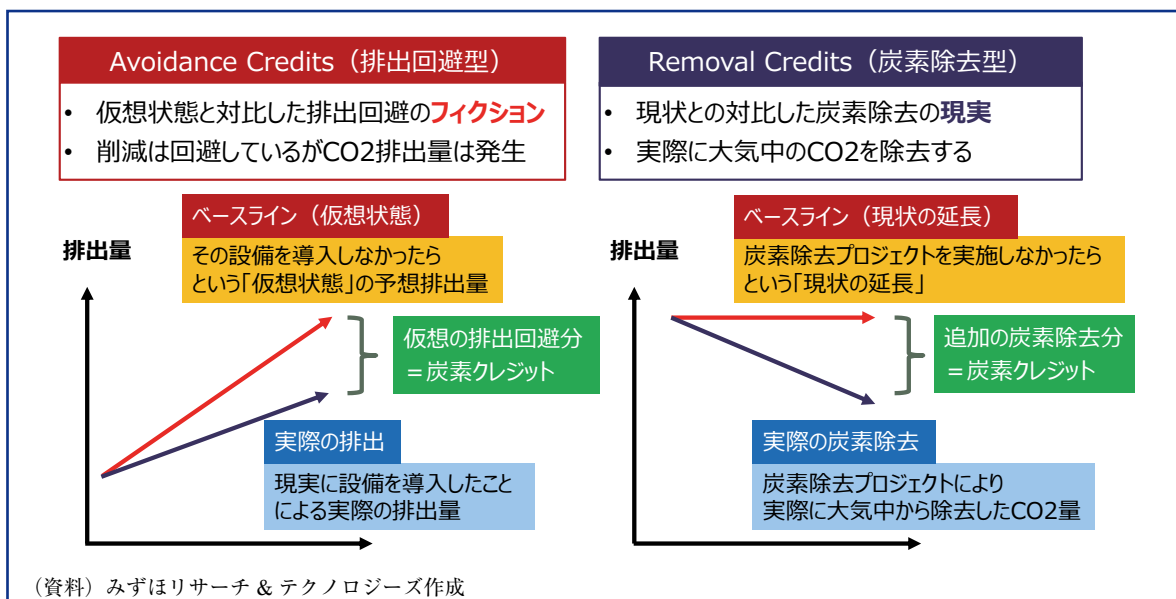 Avoidance Credits（排出回避型）
• 仮想状態と対比した排出回避のフィクション
• 削減は回避しているがCO2排出量は発生
ベースライン（仮想状態）
排出量
その設備を導入しなかったら
という「仮想状態」の予想排出量
仮想の排出回避分
＝炭素クレジット
実際の排出
現実に設備を導入したこと
による実際の排出量
Removal Credits（炭素除去型）
• 現状との対比した炭素除去の現実
• 実際に大気中のCO2を除去する
ベースライン（現状の延長）
排出量
炭素除去プロジェクトを実施しなかったら
という「現状の延長」
追加の炭素除去分
＝炭素クレジット
実際の炭素除去
炭素除去プロジェクトにより
実際に大気中から除去したCO2量
（資料）みずほリサーチ & テクノロジーズ作成